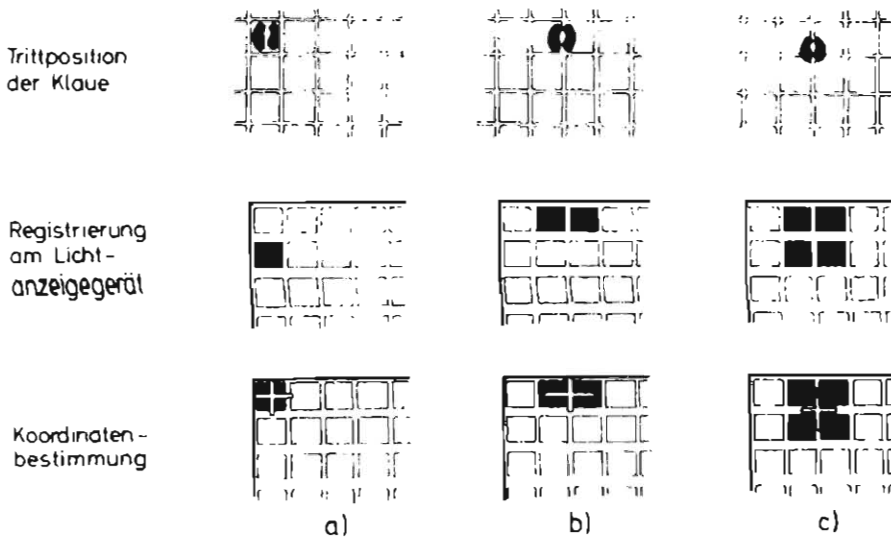 Trittposition
der Klaue
Registrierung
am Licht-
anzeigegerät
Koordinaten-
bestimmung
a) b) c)